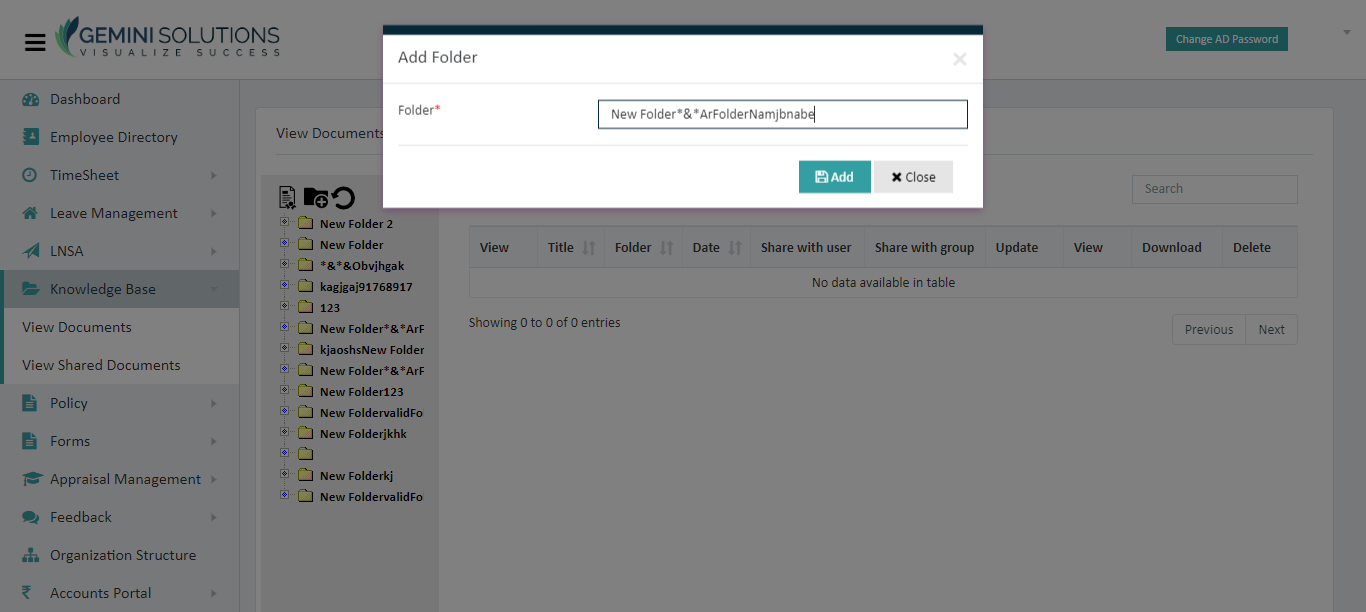 GEMINI SOLUTIONS
VISUALIZE SUCCESS
Change AD Password
Add Folder
Folder*
New Folder*&*ArFolderNamjbnabe
Add
Close
Dashboard
Employee Directory
TimeSheet
Leave Management
LNSA
Knowledge Base
View Documents
View Shared Documents
Policy
Forms
Appraisal Management
Feedback
Organization Structure
Accounts Portal
View Documents
New Folder 2
New Folder
*&*&Obvjhgak
kagjgaj91768917
123
New Folder*&*ArF
kjaoshsNew Folder
New Folder*&*ArF
New Folder123
New FoldervalidFo
New Folderjkhk
New Folderkj
New FoldervalidFo
Search
View Title Folder Date Share with user Share with group Update View Download Delete
No data available in table
Showing 0 to 0 of 0 entries
Previous Next